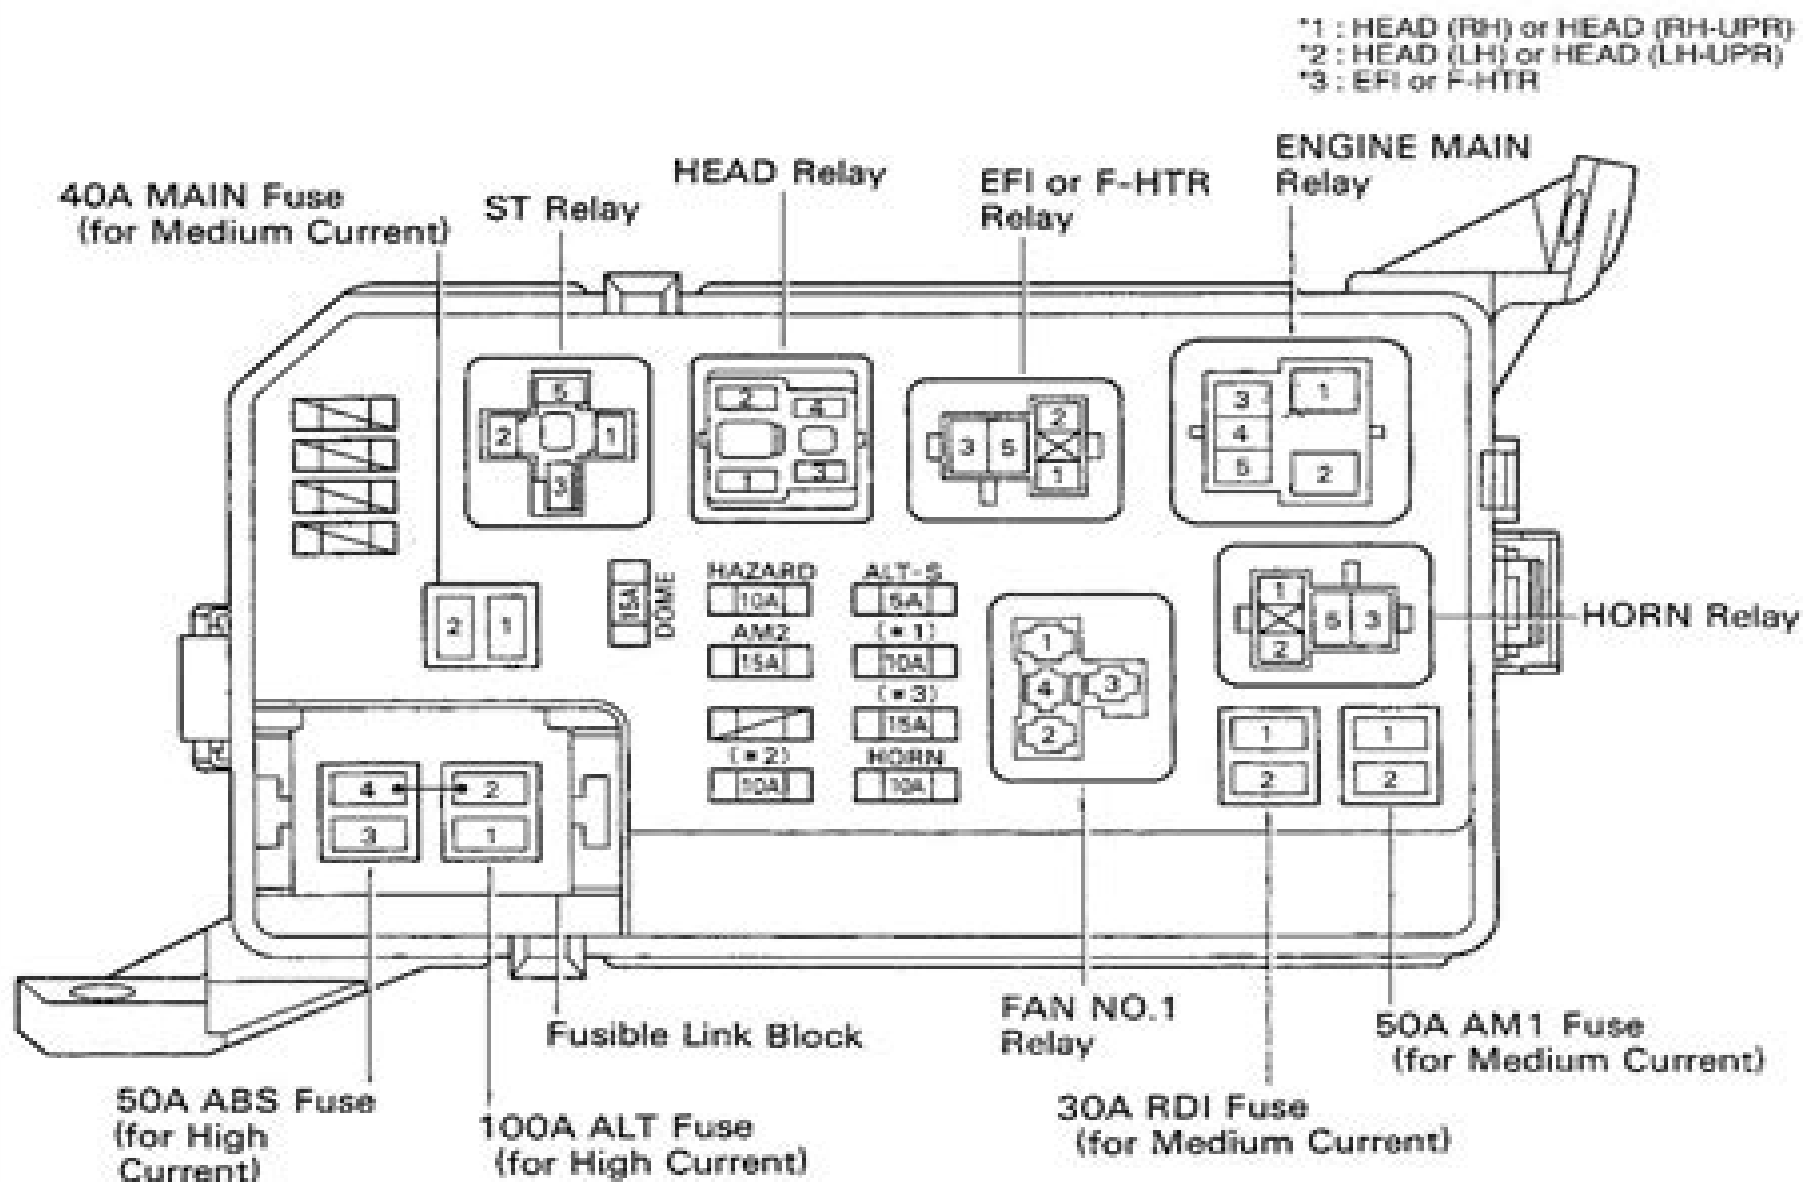 *1 : HEAD (RH) or HEAD (RH-UPR)
*2 : HEAD (LH) or HEAD (LH-UPR)
*3 : EFI or F-HTR
ENGINE MAIN
Relay
HEAD Relay
EFI or F-HTR
Relay
40A MAIN Fuse
(for Medium Current)
ST Relay
5
2
1
3
2
4
1
3
2
3
5
1
3
1
4
5
2
HAZARD
10A
ALT-S
5A
15A
DOME
AM2
15A
(*1)
10A
(*3)
15A
(*2)
10A
HORN
10A
2
1
1
4
3
2
1
5
3
2
HORN Relay
1
2
1
2
4
2
3
1
FAN NO.1
Relay
50A AM1 Fuse
(for Medium Current)
Fusible Link Block
30A RDI Fuse
(for Medium Current)
50A ABS Fuse
(for High
Current)
100A ALT Fuse
(for High Current)